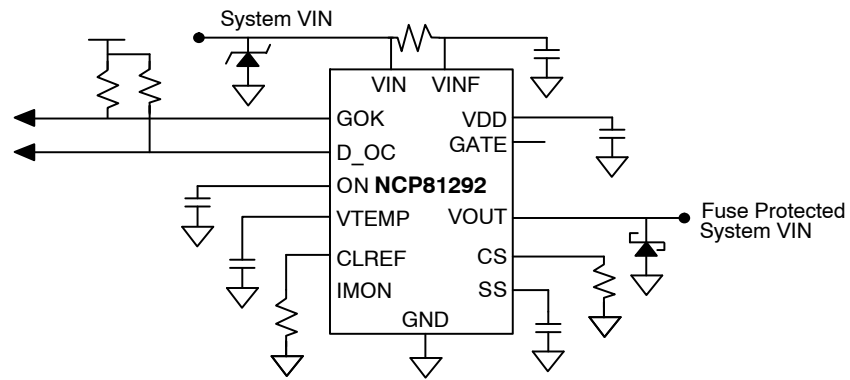 System VIN
VIN VINF
GOK
VDD
GATE
D_OC
ON NCP81292
VTEMP
VOUT
Fuse Protected
System VIN
CLREF
CS
IMON
SS
GND